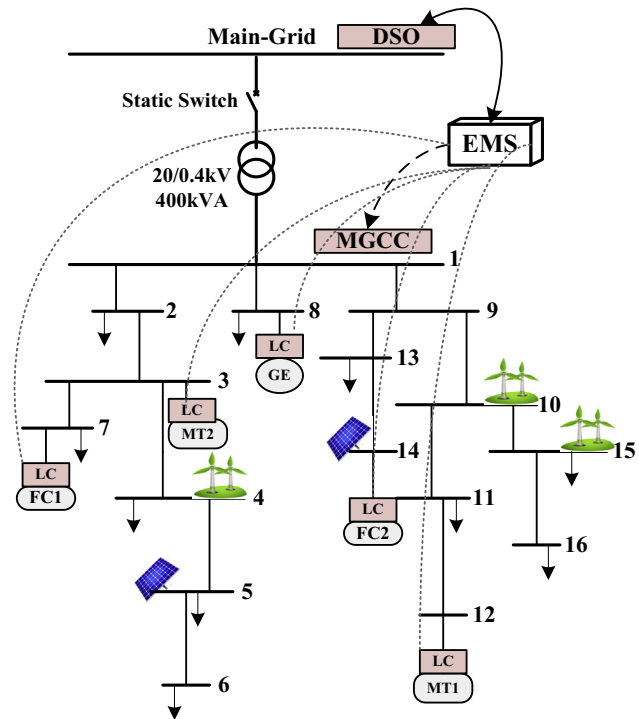 Main-Grid
DSO
Static Switch
EMS
20/0.4kV
400kVA
MGCC
1
2
8
9
LC
GE
13
3
LC
MT2
10
7
14
15
LC
FC1
4
LC
FC2
11
16
5
12
6
LC
MT1